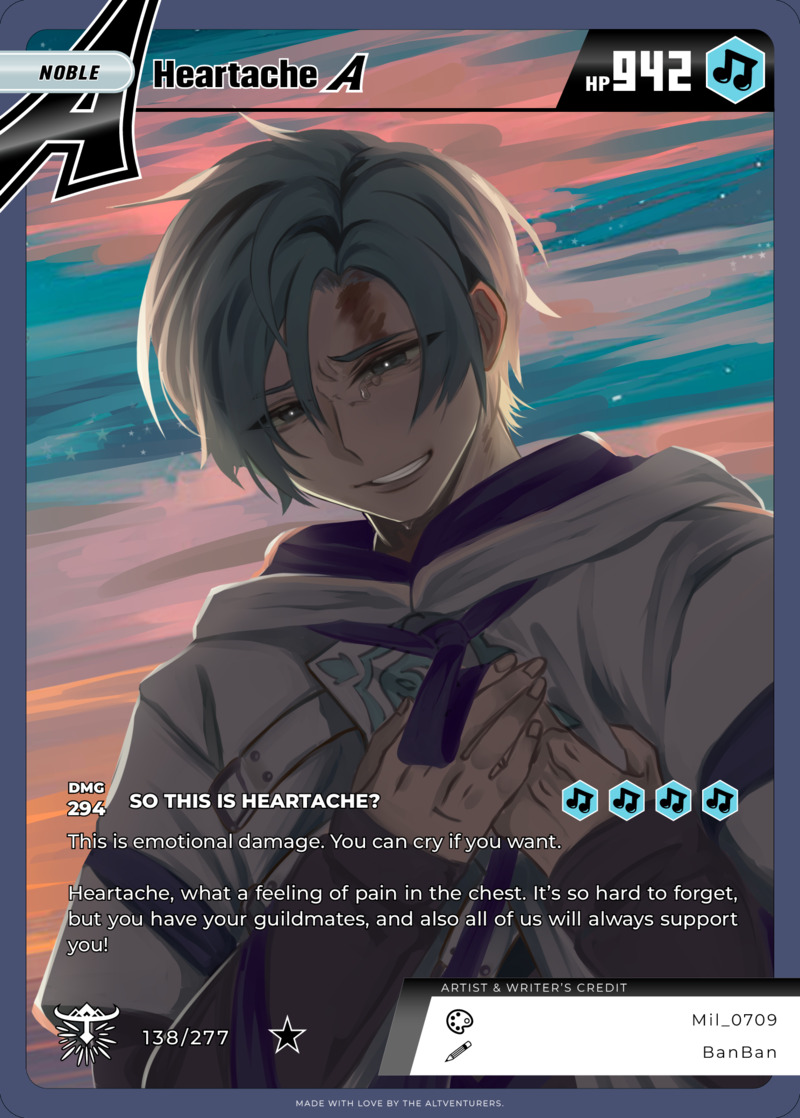 A
NOBLE
Heartache A
HP 942
DMG
294
SO THIS IS HEARTACHE?
This is emotional damage. You can cry if you want.
Heartache, what a feeling of pain in the chest. It's so hard to forget,
but you have your guildmates, and also all of us will always support
you!
ARTIST & WRITER'S CREDIT
138/277
Mil_0709
BanBan
MADE WITH LOVE BY THE ALTVENTURERS.